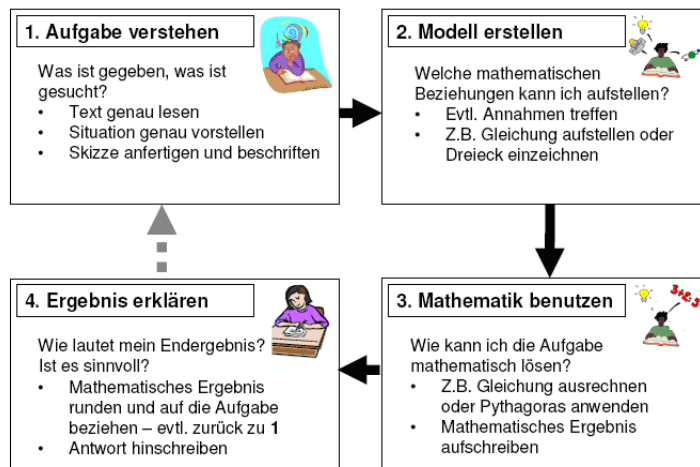 1. Aufgabe verstehen
Was ist gegeben, was ist
gesucht?
• Text genau lesen
• Situation genau vorstellen
• Skizze anfertigen und beschriften
2. Modell erstellen
Welche mathematischen
Beziehungen kann ich aufstellen?
• Evtl. Annahmen treffen
• Z.B. Gleichung aufstellen oder
Dreieck einzeichnen
3. Mathematik benutzen
3+2=5
Wie kann ich die Aufgabe
mathematisch lösen?
• Z.B. Gleichung ausrechnen
oder Pythagoras anwenden
• Mathematisches Ergebnis
aufschreiben
4. Ergebnis erklären
Wie lautet mein Endergebnis?
Ist es sinnvoll?
• Mathematisches Ergebnis
runden und auf die Aufgabe
beziehen – evtl. zurück zu 1
• Antwort hinschreiben